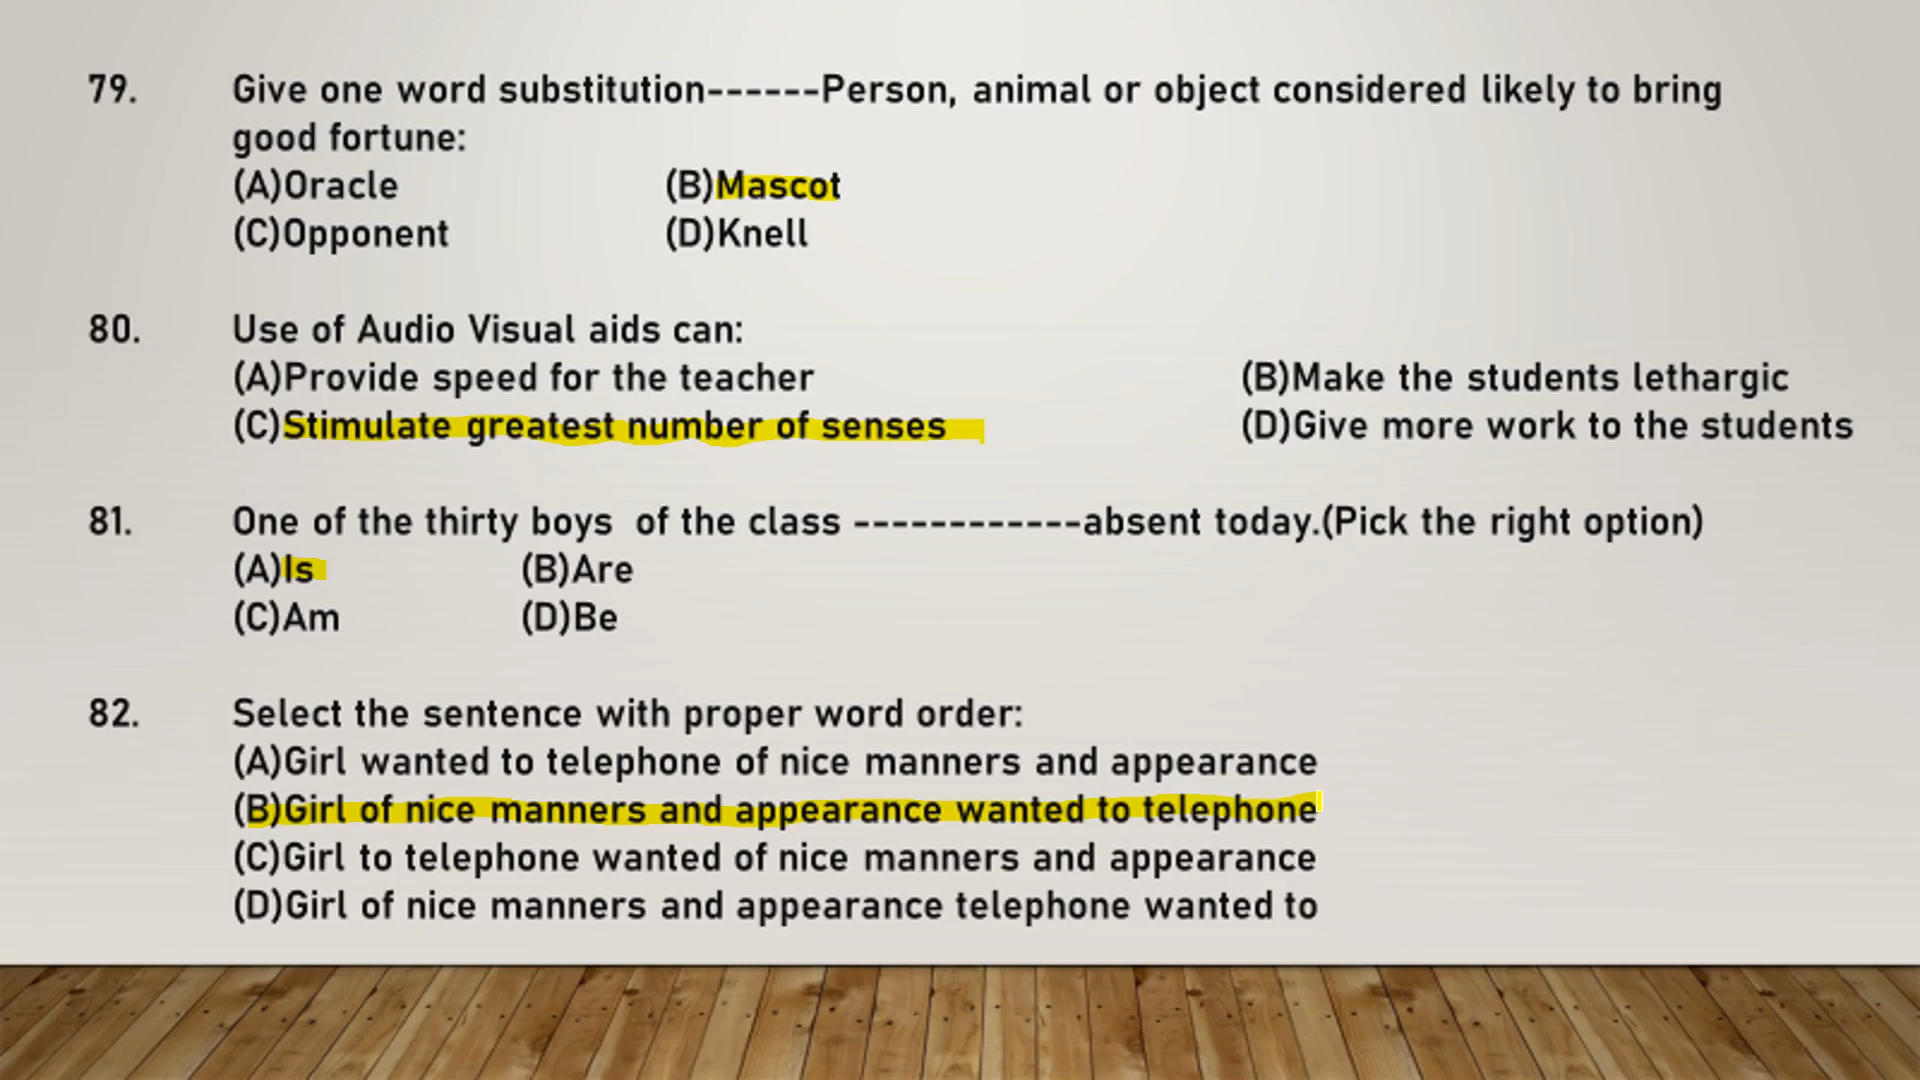 79. Give one word substitution------Person, animal or object considered likely to bring
good fortune:
(A)Oracle (B)Mascot
(C)Opponent (D)Knell
80. Use of Audio Visual aids can:
(A)Provide speed for the teacher (B)Make the students lethargic
(C)Stimulate greatest number of senses (D)Give more work to the students
81. One of the thirty boys of the class ------------absent today.(Pick the right option)
(A)Is (B)Are
(C)Am (D)Be
82. Select the sentence with proper word order:
(A)Girl wanted to telephone of nice manners and appearance
(B)Girl of nice manners and appearance wanted to telephone
(C)Girl to telephone wanted of nice manners and appearance
(D)Girl of nice manners and appearance telephone wanted to